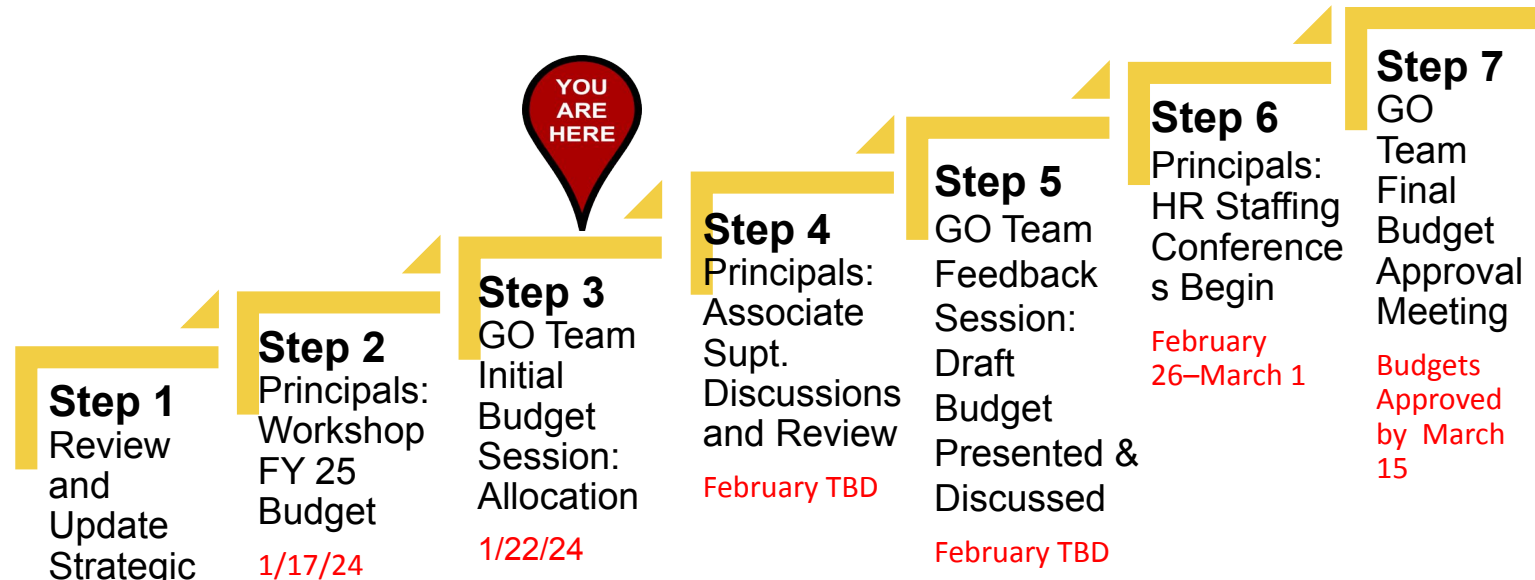 YOU
ARE
HERE
Step 1
Review
and
Update
Strategic
Step 2
Principals:
Workshop
FY 25
Budget
1/17/24
Step 3
GO Team
Initial
Budget
Session:
Allocation
1/22/24
Step 4
Principals:
Associate
Supt.
Discussions
and Review
February TBD
Step 5
GO Team
Feedback
Session:
Draft
Budget
Presented &
Discussed
February TBD
Step 6
Principals:
HR Staffing
Conference
s Begin
February
26–March 1
Step 7
GO
Team
Final
Budget
Approval
Meeting
Budgets
Approved
by March
15